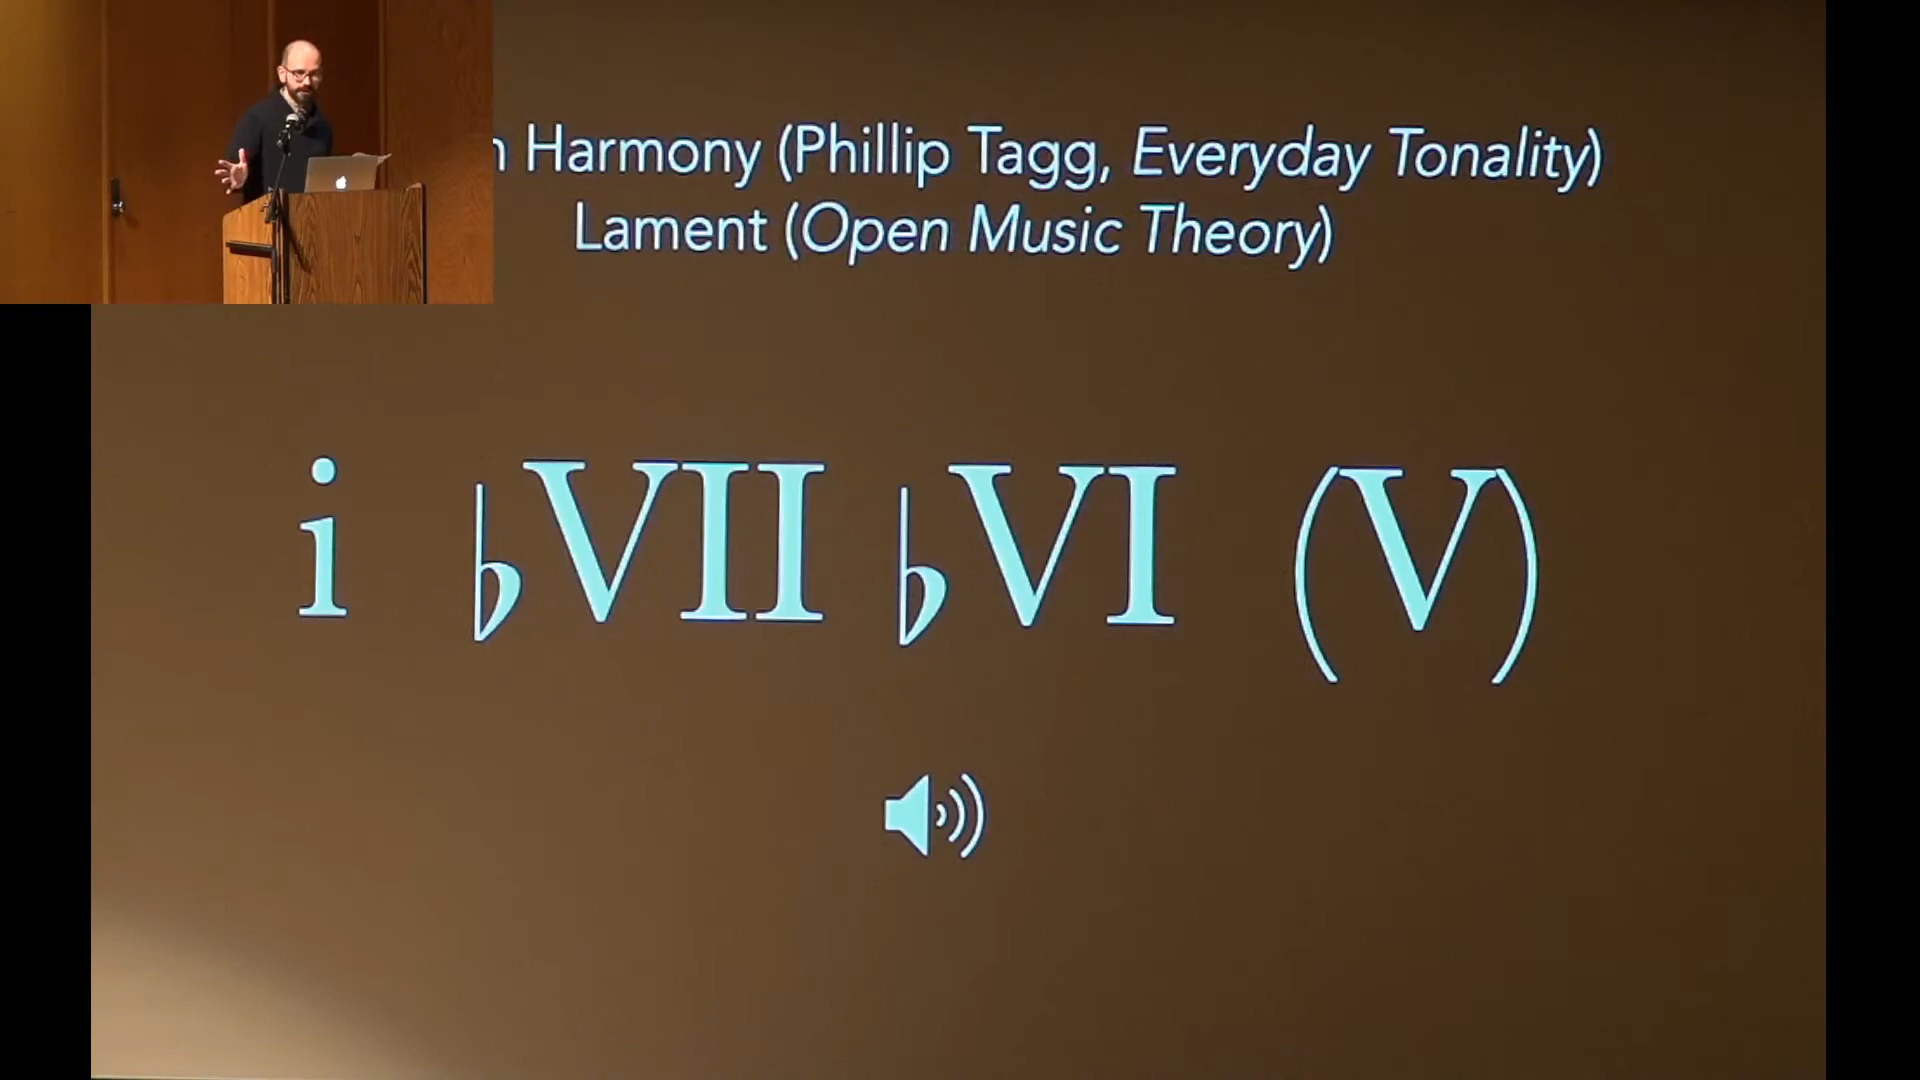 Harmony (Phillip Tagg, Everyday Tonality)
Lament (Open Music Theory)
i ♭VII ♭VI (V)